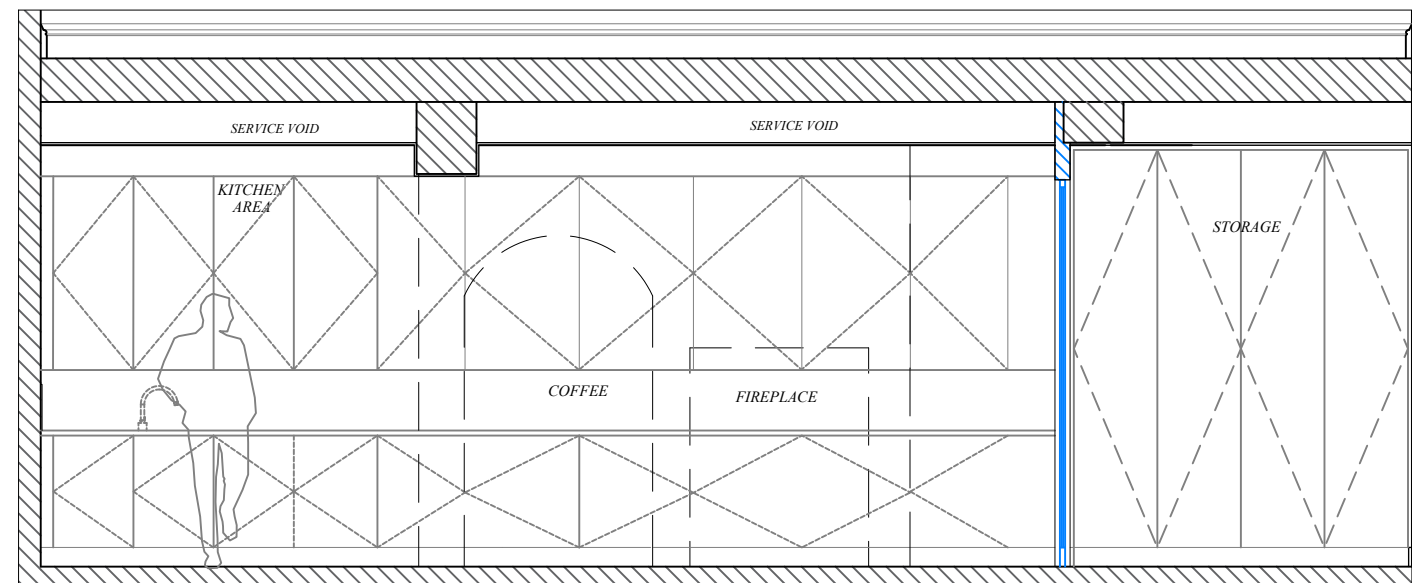 SERVICE VOID
SERVICE VOID
KITCHEN
AREA
STORAGE
COFFEE
FIREPLACE